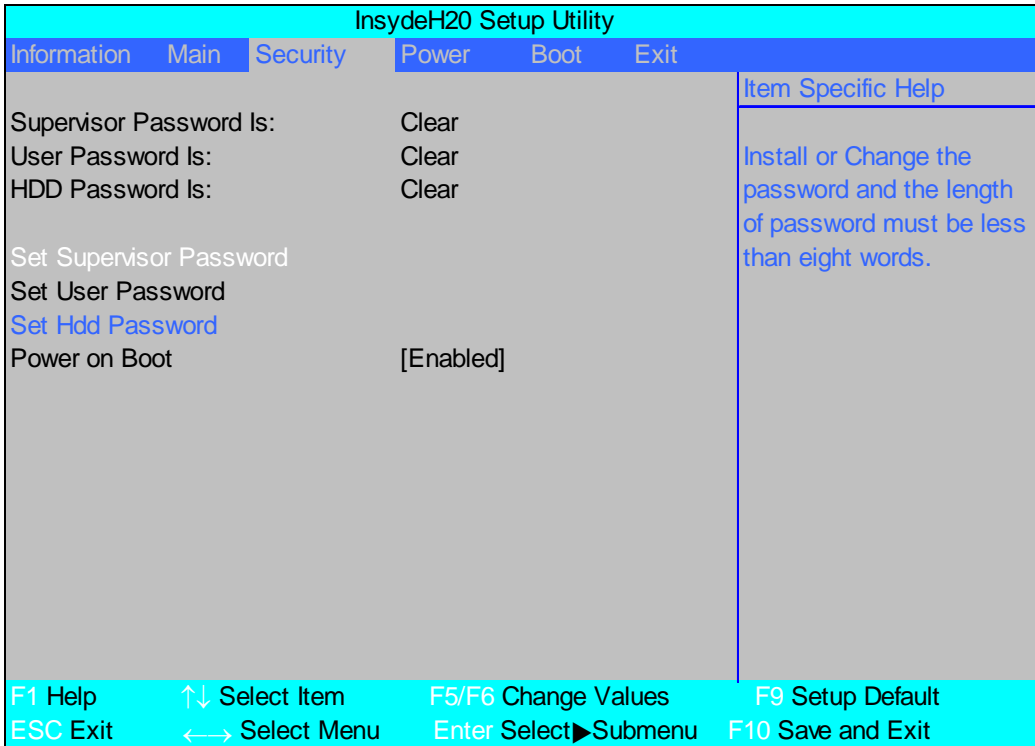 InsydeH20 Setup Utility
Information Main Security Power Boot Exit
Item Specific Help
Supervisor Password Is: Clear
User Password Is: Clear
HDD Password Is: Clear
Set Supervisor Password
Set User Password
Set Hdd Password
Power on Boot [Enabled]
Install or Change the
password and the length
of password must be less
than eight words.
F1 Help ↑↓ Select Item F5/F6 Change Values F9 Setup Default
ESC Exit ←→ Select Menu Enter Select▶Submenu F10 Save and Exit